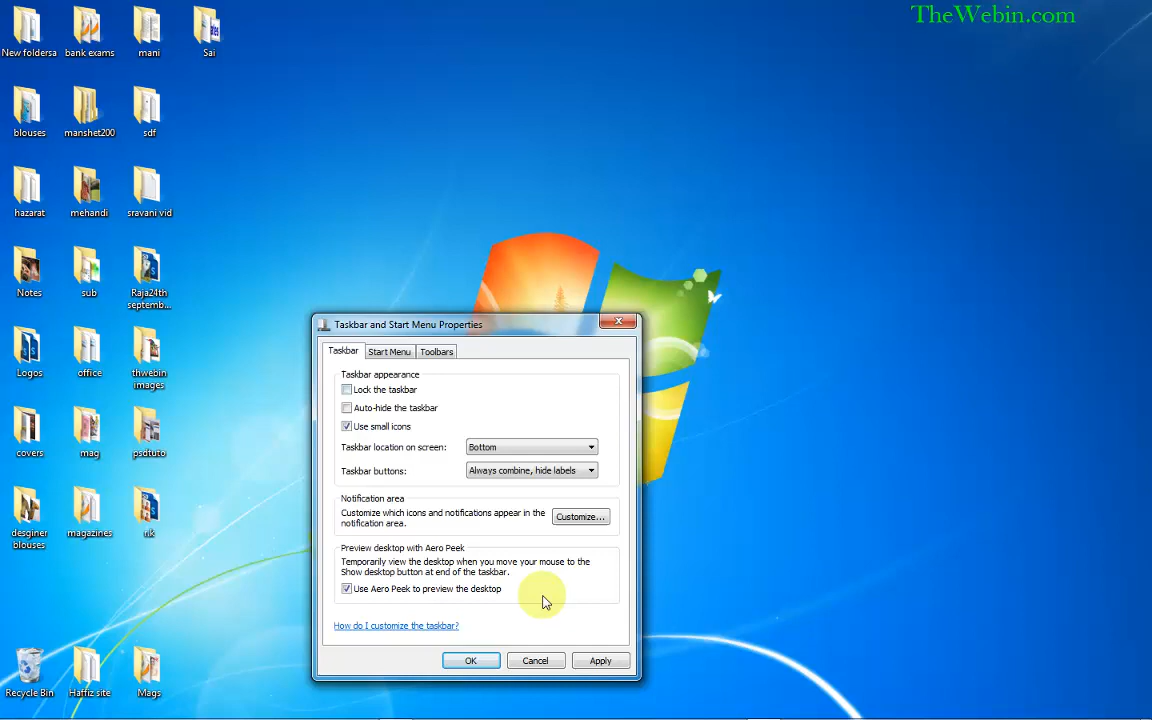 TheWebin.com
New foldersa
bank exams
mani
Sai
blouses
manshet200
sdf
hazarat
mehandi
sravani vid
Notes
sub
Raja24th
septemb...
Logos
office
thwebin
images
covers
mag
psdtuto
desginer
blouses
magazines
Recycle Bin
Haffiz site
Mags
Taskbar and Start Menu Properties
Taskbar
Start Menu
Toolbars
Taskbar appearance
Lock the taskbar
Auto-hide the taskbar
Use small icons
Taskbar location on screen:
Bottom
Taskbar buttons:
Always combine, hide labels
Notification area
Customize which icons and notifications appear in the
notification area.
Customize...
Preview desktop with Aero Peek
Temporarily view the desktop when you move your mouse to the
Show desktop button at end of the taskbar.
Use Aero Peek to preview the desktop
How do I customize the taskbar?
OK
Cancel
Apply